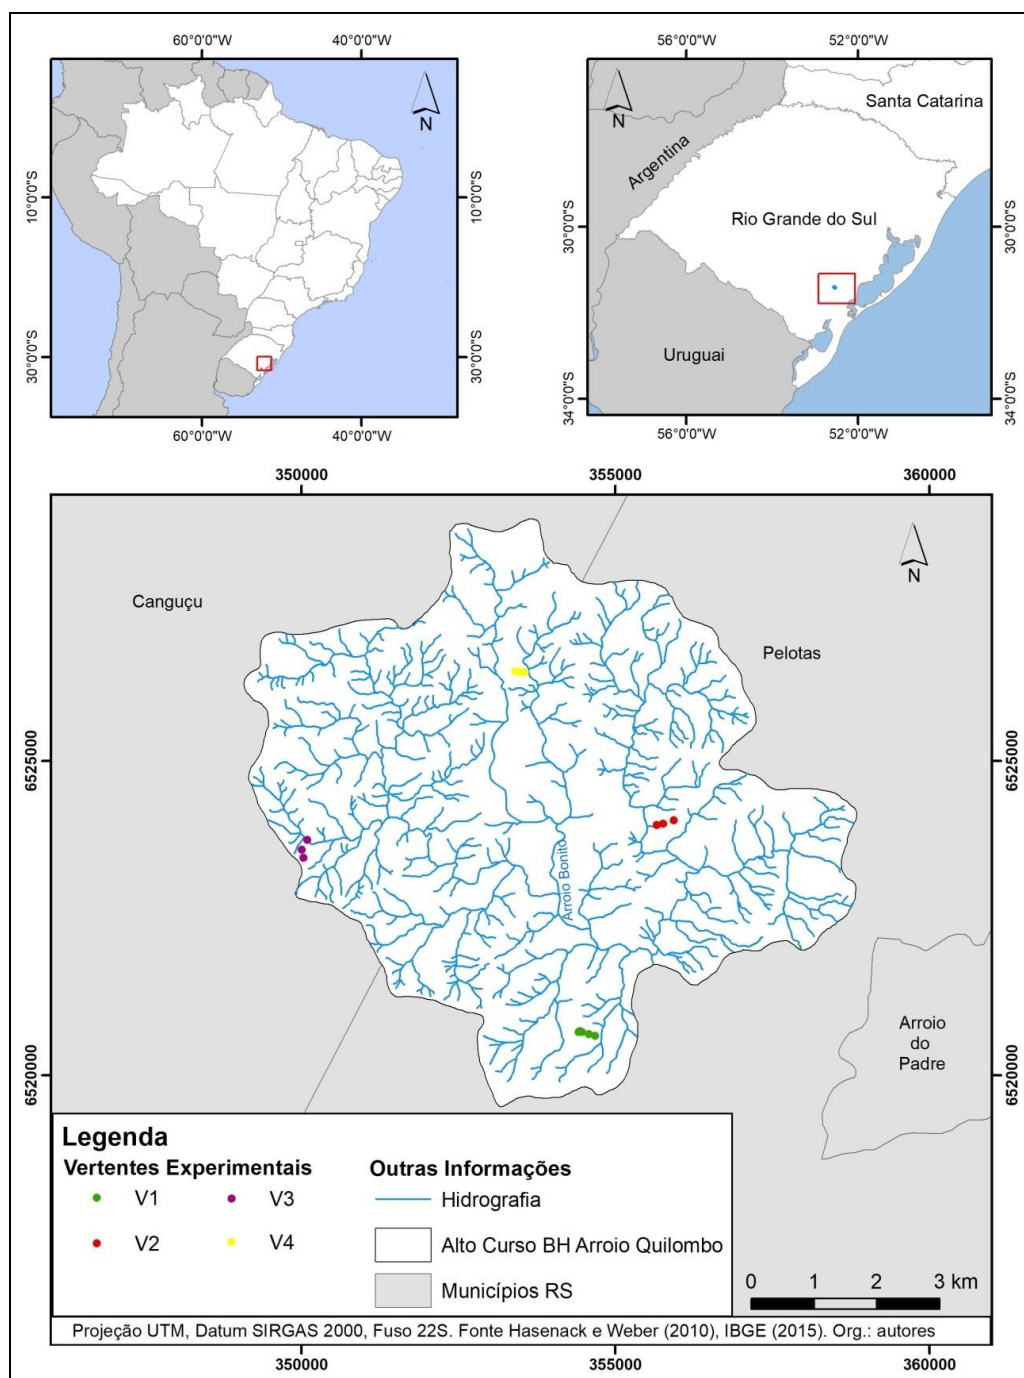 60°0'0"W 40°0'0"W
56°0'0"W 52°0'0"W
N
N
Santa Catarina
Argentina
10°0'0"S
10°0'0"S
Rio Grande do Sul
30°0'0"S
30°0'0"S
Uruguai
30°0'0"S
30°0'0"S
34°0'0"S
34°0'0"S
60°0'0"W 40°0'0"W
56°0'0"W 52°0'0"W
350000 355000 360000
N
Canguçu
Pelotas
6525000
6525000
Arroio Bonito
Arroio
do
Padre
6520000
6520000
Legenda
Vertentes Experimentais
V1
V3
V2
V4
Outras Informações
Hidrografia
Alto Curso BH Arroio Quilombo
Municípios RS
0 1 2 3 km
Projeção UTM, Datum SIRGAS 2000, Fuso 22S. Fonte Hasenack e Weber (2010), IBGE (2015). Org.: autores
350000 355000 360000